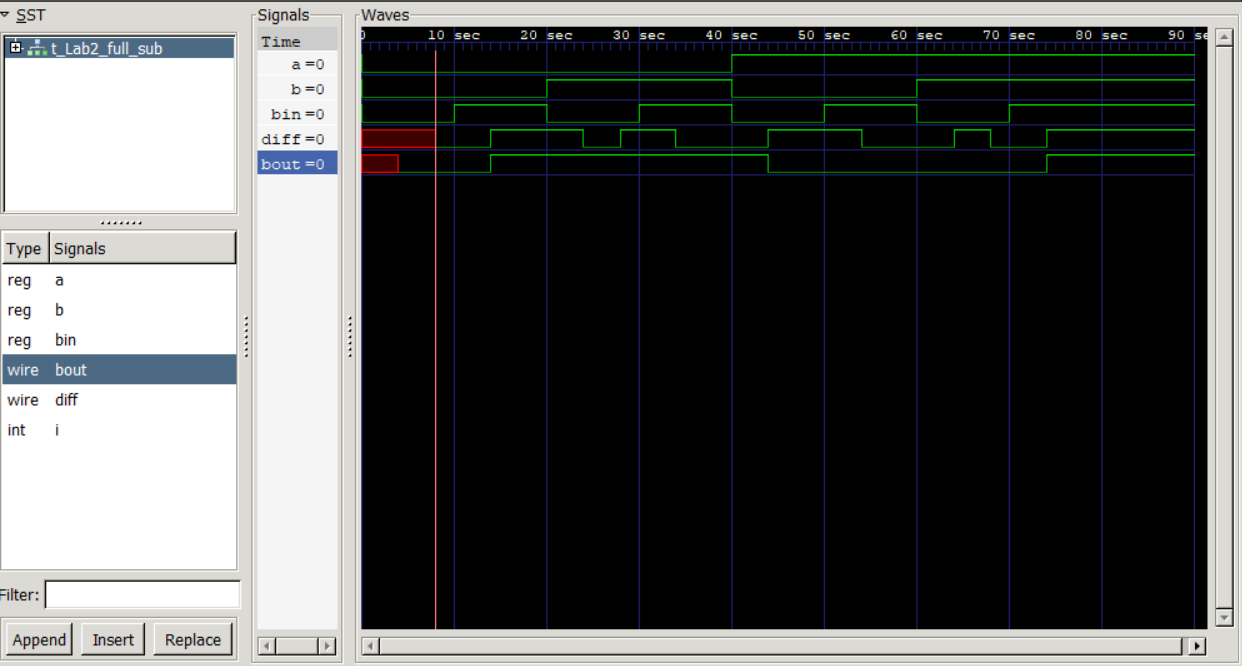 SST
t_Lab2_full_sub
Type Signals
reg a
reg b
reg bin
wire bout
wire diff
int i
Filter:
Append Insert Replace
Signals
Time
a =0
b =0
bin =0
diff =0
bout =0
Waves
0 10 sec 20 sec 30 sec 40 sec 50 sec 60 sec 70 sec 80 sec 90 se